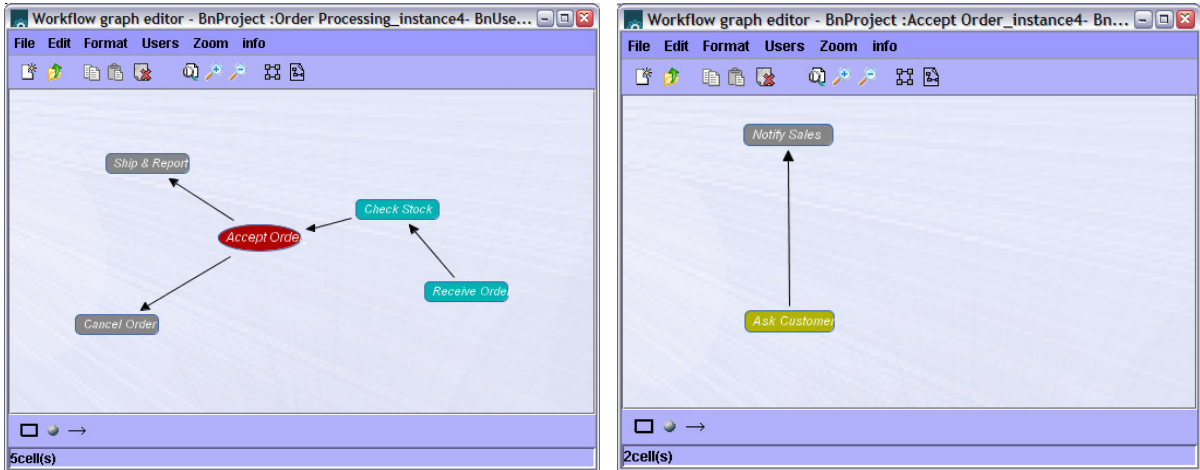 Workflow graph editor - BnProject :Order Processing_instance4- BnUse...
File Edit Format Users Zoom info
Ship & Report
Check Stock
Accept Orde
Receive Orde
Cancel Order
5cell(s)
Workflow graph editor - BnProject :Accept Order_instance4- Bn...
File Edit Format Users Zoom info
Notify Sales
Ask Customer
2cell(s)